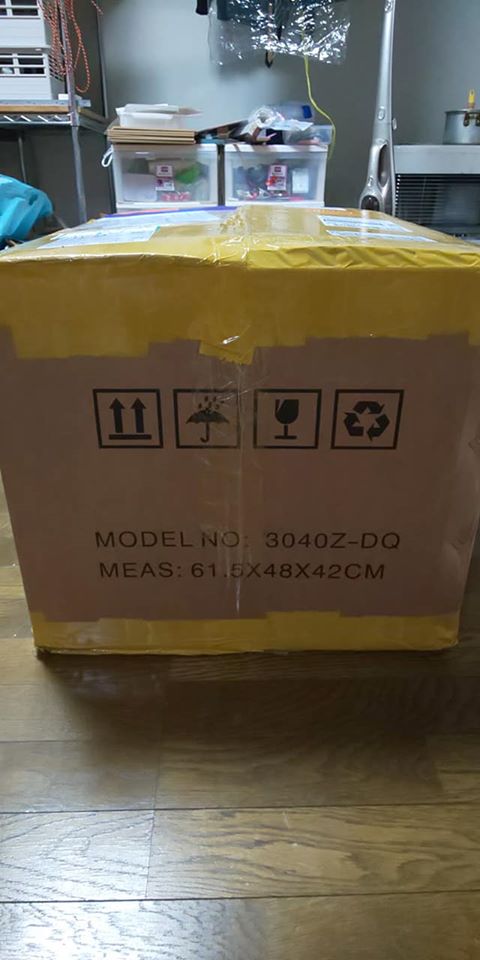 MODEL NO: 3040Z-DQ
MEAS: 61.5X48X42CM